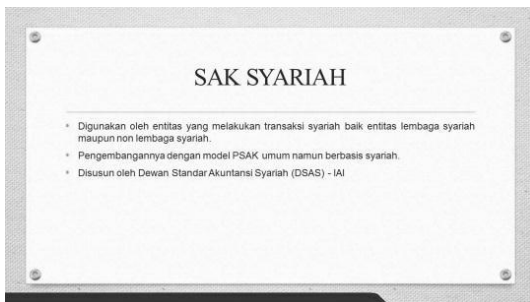 SAK SYARIAH
• Digunakan oleh entitas yang melakukan transaksi syariah baik entitas lembaga syariah
maupun non lembaga syariah.
• Pengembangannya dengan model PSAK umum namun berbasis syariah.
• Disusun oleh Dewan Standar Akuntansi Syariah (DSAS) - IAI